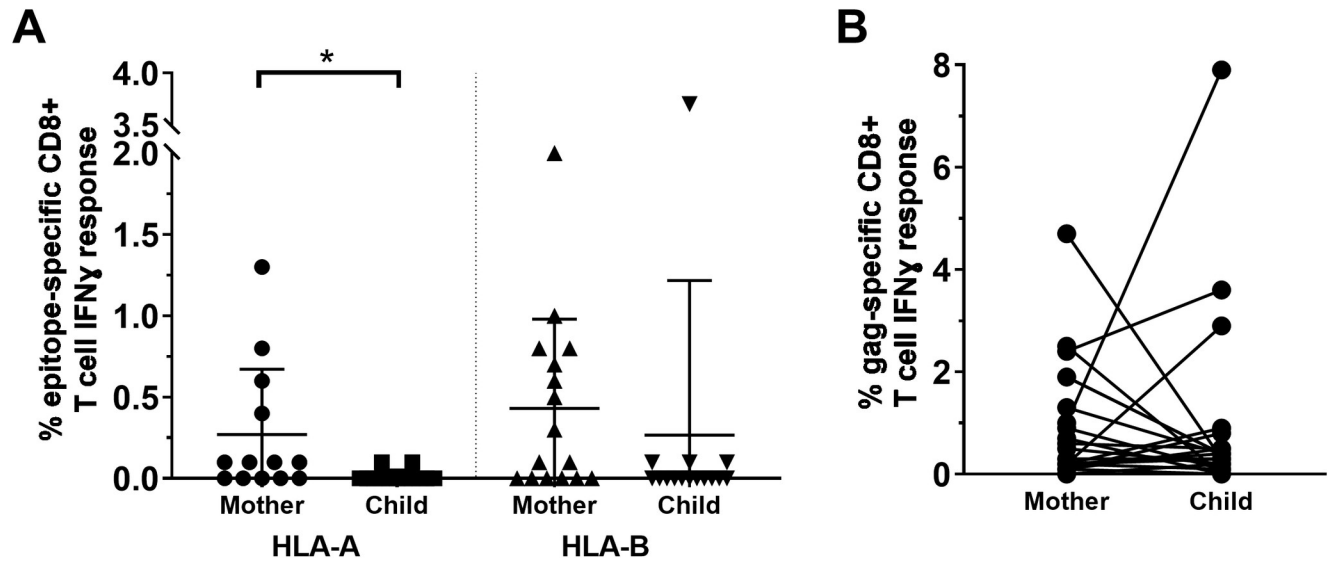 A
% epitope-specific CD8+
T cell IFNγ response
4.0
3.5
2.0
1.5
1.0
0.5
0.0
*
Mother
Child
Mother
Child
HLA-A
HLA-B
B
% gag-specific CD8+
T cell IFNγ response
8
6
4
2
0
Mother
Child